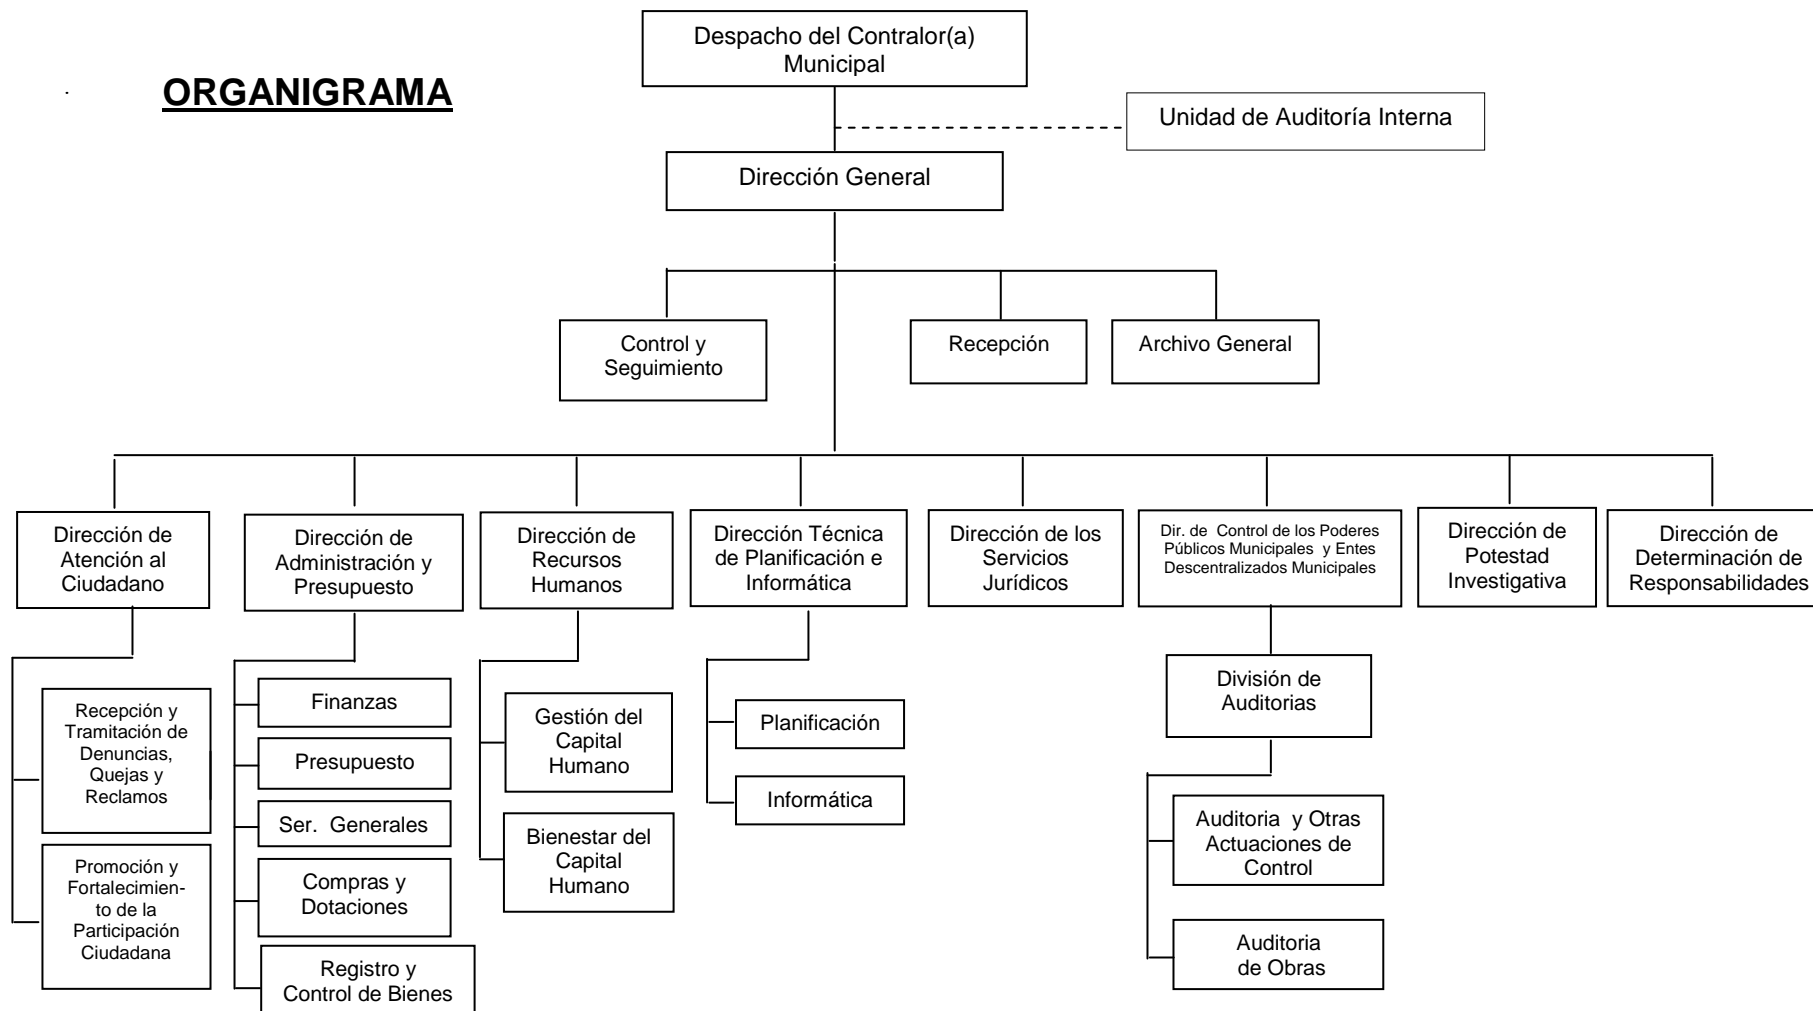 Despacho del Contralor(a)
Municipal
ORGANIGRAMA
Unidad de Auditoría Interna
Dirección General
Control y
Seguimiento
Recepción
Archivo General
Dirección de
Atención al
Ciudadano
Dirección de
Administración y
Presupuesto
Dirección de
Recursos
Humanos
Dirección Técnica
de Planificación e
Informática
Dirección de los
Servicios
Jurídicos
Dir. de Control de los Poderes
Públicos Municipales y Entes
Descentralizados Municipales
Dirección de
Potestad
Investigativa
Dirección de
Determinación de
Responsabilidades
Recepción y
Tramitación de
Denuncias,
Quejas y
Reclamos
Promoción y
Fortalecimien-
to de la
Participación
Ciudadana
Finanzas
Presupuesto
Ser. Generales
Compras y
Dotaciones
Registro y
Control de Bienes
Gestión del
Capital
Humano
Bienestar del
Capital
Humano
Planificación
Informática
División de
Auditorias
Auditoria y Otras
Actuaciones de
Control
Auditoria
de Obras